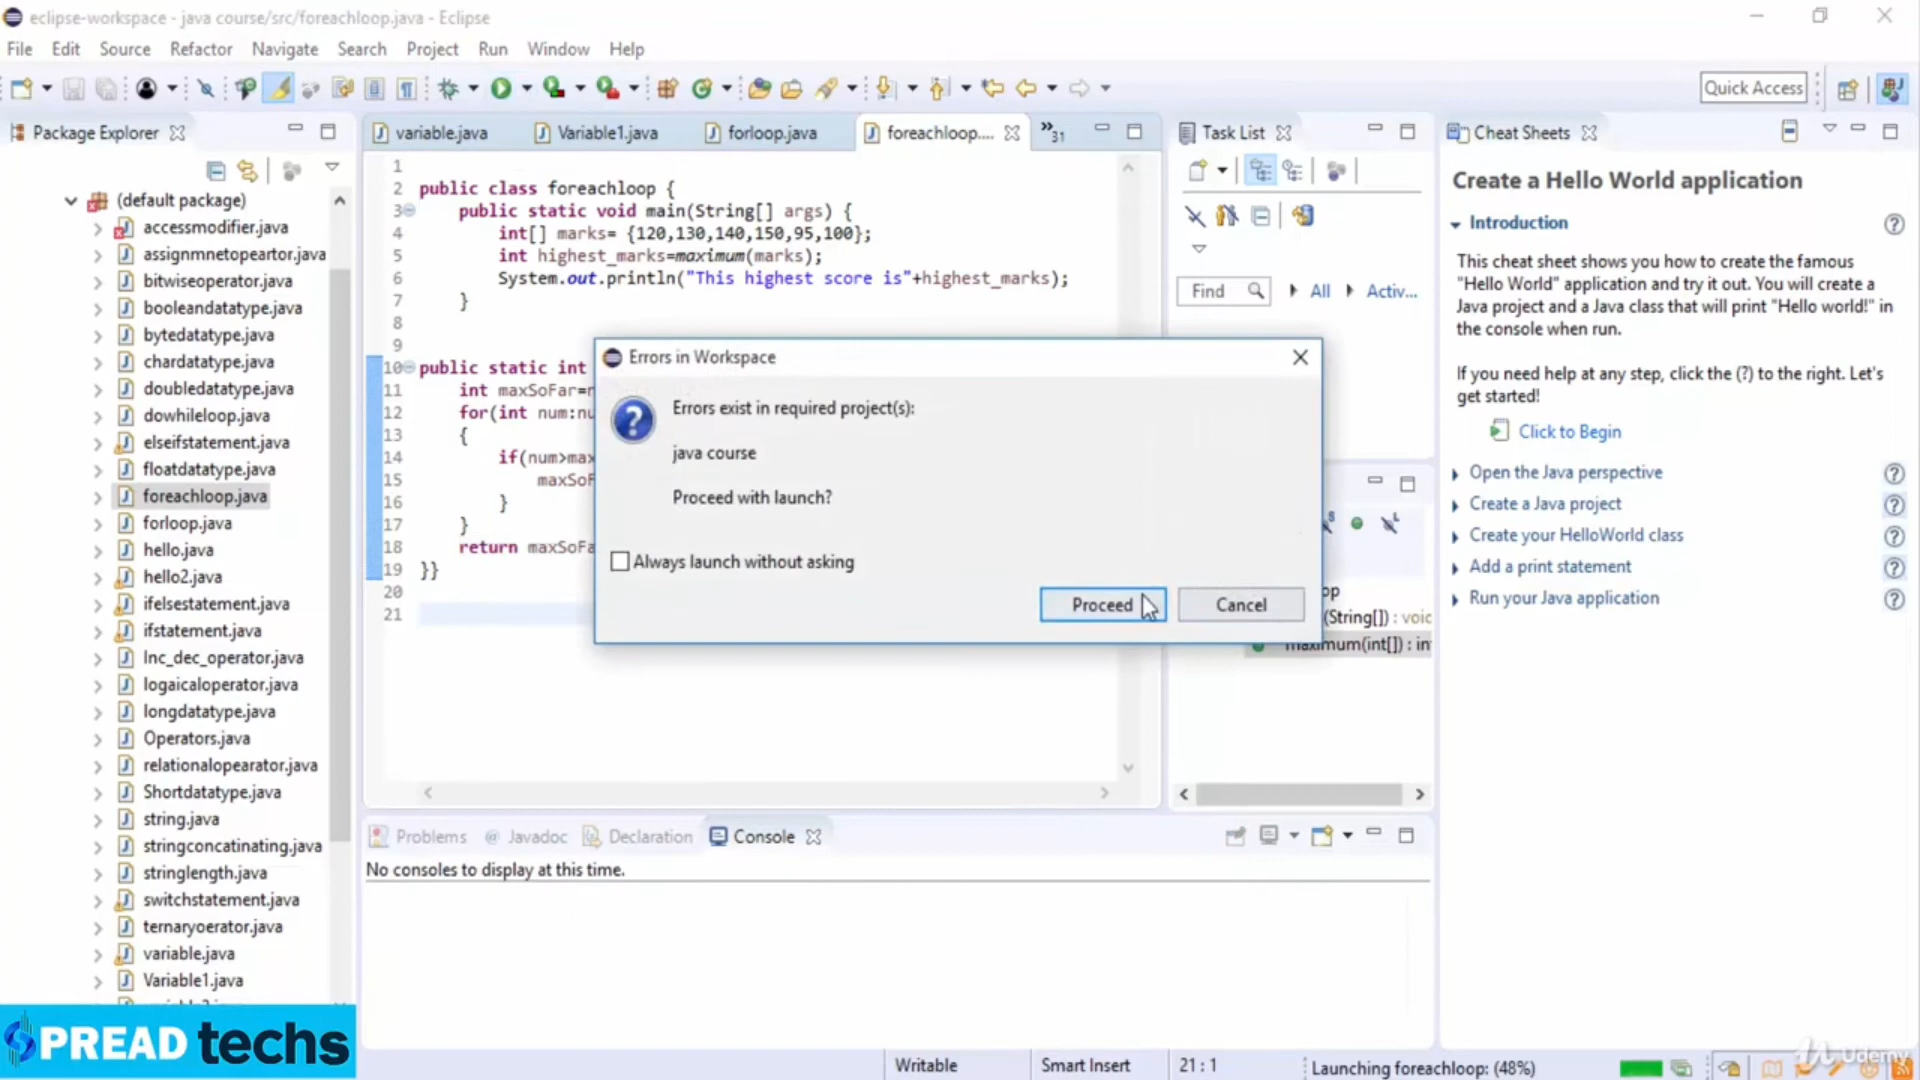 eclipse-workspace - java course/src/foreachloop.java - Eclipse
File Edit Source Refactor Navigate Search Project Run Window Help
Quick Access
Package Explorer
variable.java Variable1.java forloop.java foreachloop.... »31
Task List
Cheat Sheets
(default package)
accessmodifier.java
assignmnetopeartor.java
bitwiseoperator.java
booleandatatype.java
bytedatatype.java
chardatatype.java
doubledatatype.java
dowhileloop.java
elseifstatement.java
floatdatatype.java
foreachloop.java
forloop.java
hello.java
hello2.java
ifelsestatement.java
ifstatement.java
Inc_dec_operator.java
logaicaloperator.java
longdatatype.java
Operators.java
relationalopearator.java
Shortdatatype.java
string.java
stringconcatinating.java
stringlength.java
switchstatement.java
ternaryoerator.java
variable.java
Variable1.java
1
2 public class foreachloop {
3 public static void main(String[] args) {
4 int[] marks= {120,130,140,150,95,100};
5 int highest_marks=maximum(marks);
6 System.out.println("This highest score is"+highest_marks);
7 }
8
9
10 public static int
11 int maxSoFar=
12 for(int num:
13 {
14 if(num>max
15 maxSoF
16 }
17 }
18 return maxSoFa
19 }}
20
21
Errors in Workspace
Errors exist in required project(s):
java course
Proceed with launch?
Always launch without asking
Proceed Cancel
Find All Activ...
op
(String[]) : voic
maximum(int[]) : in
Create a Hello World application
Introduction
This cheat sheet shows you how to create the famous
"Hello World" application and try it out. You will create a
Java project and a Java class that will print "Hello world!" in
the console when run.
If you need help at any step, click the (?) to the right. Let's
get started!
Click to Begin
Open the Java perspective
Create a Java project
Create your HelloWorld class
Add a print statement
Run your Java application
Problems @ Javadoc Declaration Console
No consoles to display at this time.
SPREAD techs
Writable Smart Insert 21 : 1 Launching foreachloop: (48%)
Udemy